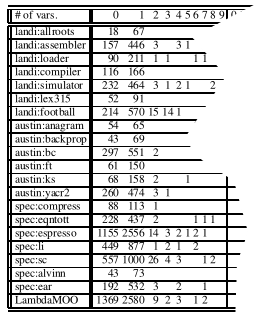 # of vars. 0 1 2 3 4 5 6 7 8 9
landi:allroots 18 67
landi:assembler 157 446 3 3 1
landi:loader 90 211 1 1 1 1
landi:compiler 116 166
landi:simulator 232 464 3 1 2 1 2
landi:lex315 52 91
landi:football 214 570 15 14 1
austin:anagram 54 65
austin:backprop 43 69
austin:bc 297 551 2
austin:ft 61 150
austin:ks 68 158 2 1
austin:yacr2 260 474 3 1
spec:compress 88 113 1
spec:eqntott 228 437 2 1 1 1
spec:espresso 1155 2556 14 3 2 1 2 1
spec:li 449 877 1 2 1 2
spec:sc 557 1000 26 4 3 1 2
spec:alvinn 43 73
spec:ear 192 532 3 2 1
LambdaMOO 1369 2580 9 2 3 1 2